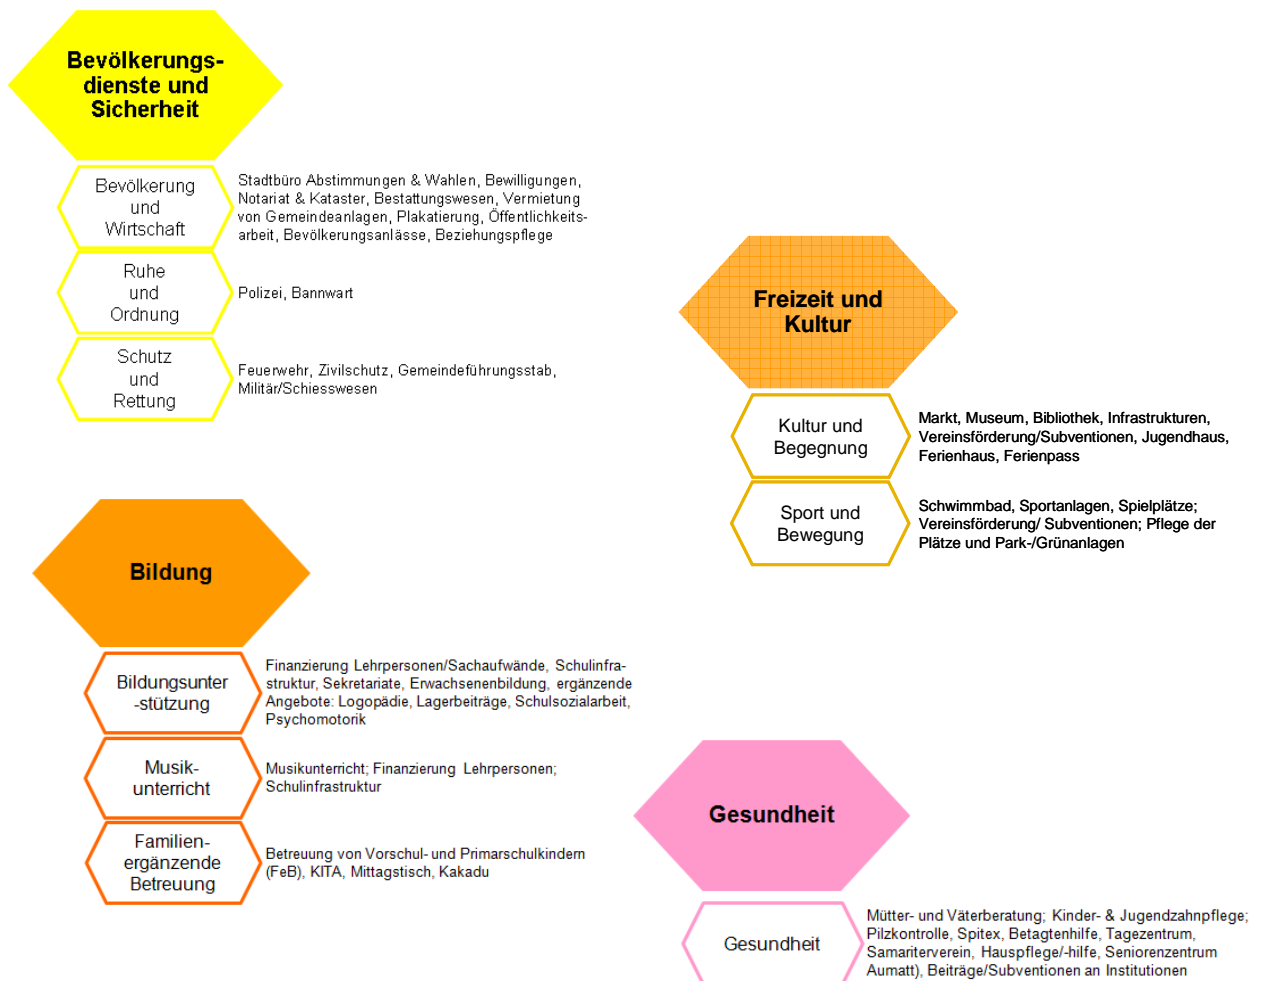 Bevölkerungs-
dienste und
Sicherheit
Bevölkerung
und
Wirtschaft
Stadtbüro Abstimmungen & Wahlen, Bewilligungen,
Notariat & Kataster, Bestattungswesen, Vermietung
von Gemeindeanlagen, Plakatierung, Öffentlichkeits-
arbeit, Bevölkerungsanlässe, Beziehungspflege
Ruhe
und
Ordnung
Polizei, Bannwart
Schutz
und
Rettung
Feuerwehr, Zivilschutz, Gemeindeführungsstab,
Militär/Schiesswesen
Freizeit und
Kultur
Kultur und
Begegnung
Markt, Museum, Bibliothek, Infrastrukturen,
Vereinsförderung/Subventionen, Jugendhaus,
Ferienhaus, Ferienpass
Sport und
Bewegung
Schwimmbad, Sportanlagen, Spielplätze;
Vereinsförderung/ Subventionen; Pflege der
Plätze und Park-/Grünanlagen
Bildung
Bildungsunter
-stützung
Finanzierung Lehrpersonen/Sachaufwände, Schulinfra-
struktur, Sekretariate, Erwachsenenbildung, ergänzende
Angebote: Logopädie, Lagerbeiträge, Schulsozialarbeit,
Psychomotorik
Musik-
unterricht
Musikunterricht; Finanzierung Lehrpersonen;
Schulinfrastruktur
Familien-
ergänzende
Betreuung
Betreuung von Vorschul- und Primarschulkindern
(FeB), KITA, Mittagstisch, Kakadu
Gesundheit
Gesundheit
Mütter- und Väterberatung; Kinder- & Jugendzahnpflege;
Pilzkontrolle, Spitex, Betagtenhilfe, Tagezentrum,
Samariterverein, Hauspflege/-hilfe, Seniorenzentrum
Aumatt), Beiträge/Subventionen an Institutionen